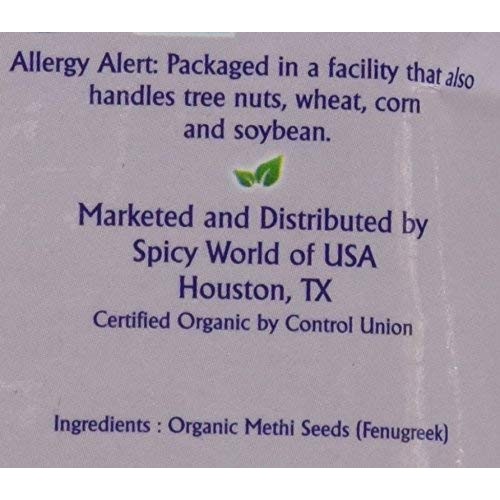 Allergy Alert: Packaged in a facility that also
handles tree nuts, wheat, corn
and soybean.
Marketed and Distributed by
Spicy World of USA
Houston, TX
Certified Organic by Control Union
Ingredients : Organic Methi Seeds (Fenugreek)